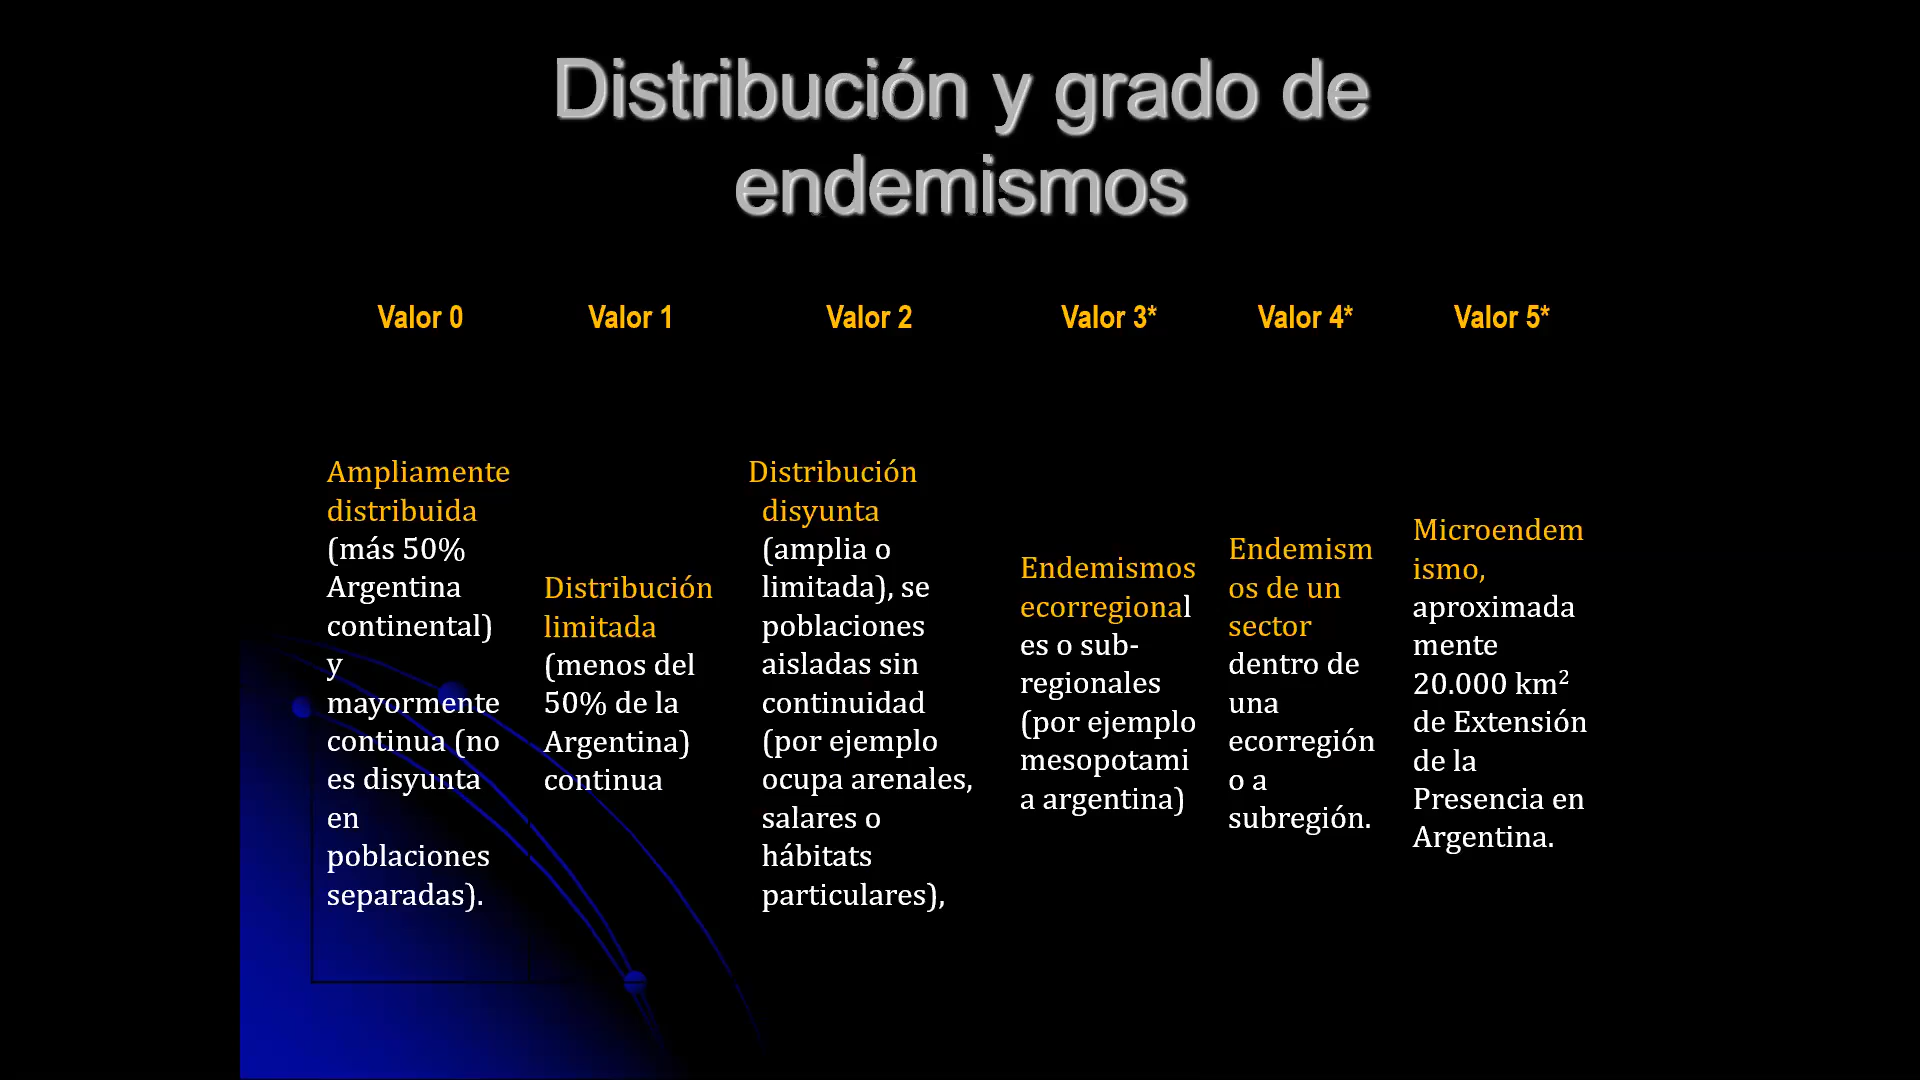 Distribución y grado de
endemismos
Valor 0
Valor 1
Valor 2
Valor 3*
Valor 4*
Valor 5*
Ampliamente
distribuida
(más 50%
Argentina
continental)
y
mayormente
continua (no
es disyunta
en
poblaciones
separadas).
Distribución
limitada
(menos del
50% de la
Argentina)
continua
Distribución
disyunta
(amplia o
limitada), se
poblaciones
aisladas sin
continuidad
(por ejemplo
ocupa arenales,
salares o
hábitats
particulares),
Endemismos
ecorregional
es o sub-
regionales
(por ejemplo
mesopotami
a argentina)
Endemism
os de un
sector
dentro de
una
ecorregión
o a
subregión.
Microendem
ismo,
aproximada
mente
20.000 km²
de Extensión
de la
Presencia en
Argentina.